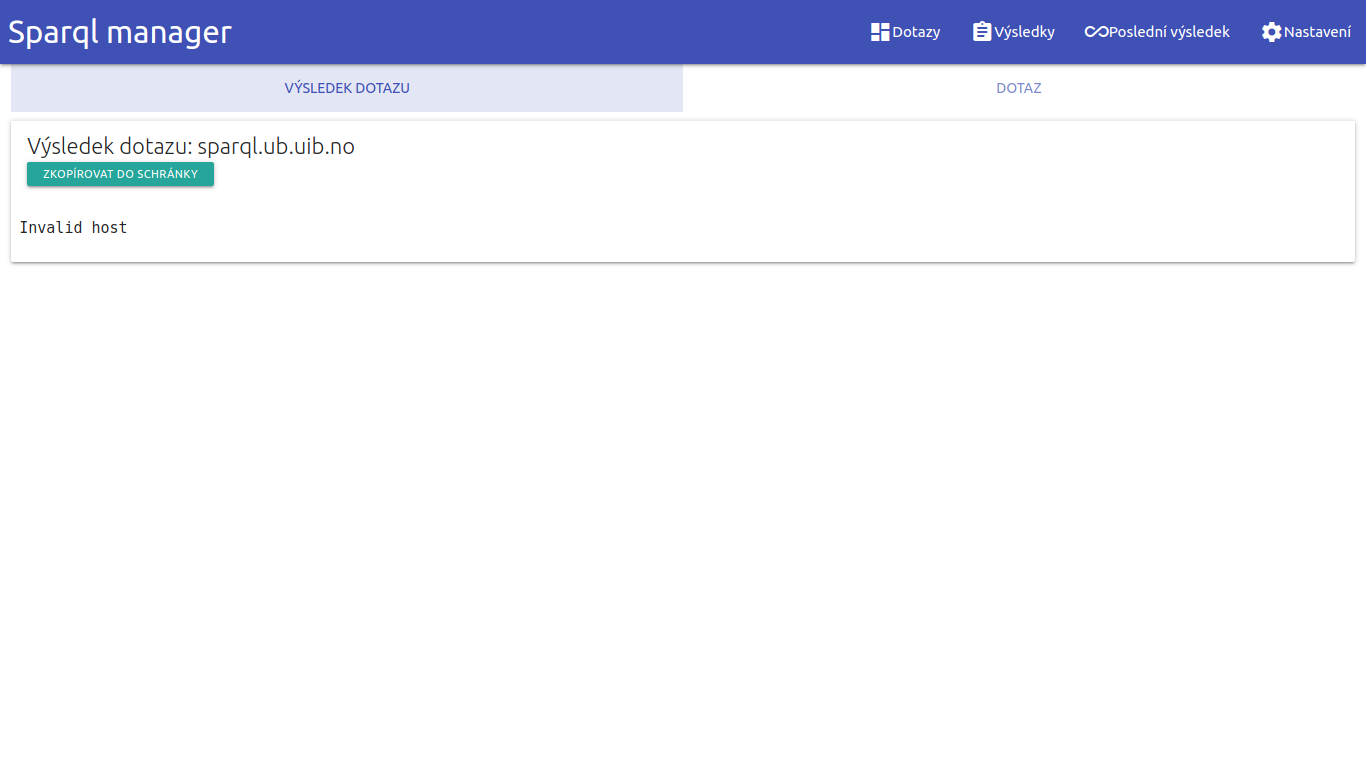 Sparql manager
Dotazy
Výsledky
Poslední výsledek
Nastavení
VÝSLEDEK DOTAZU
DOTAZ
Výsledek dotazu: sparql.ub.uib.no
ZKOPÍROVAT DO SCHRÁNKY
Invalid host